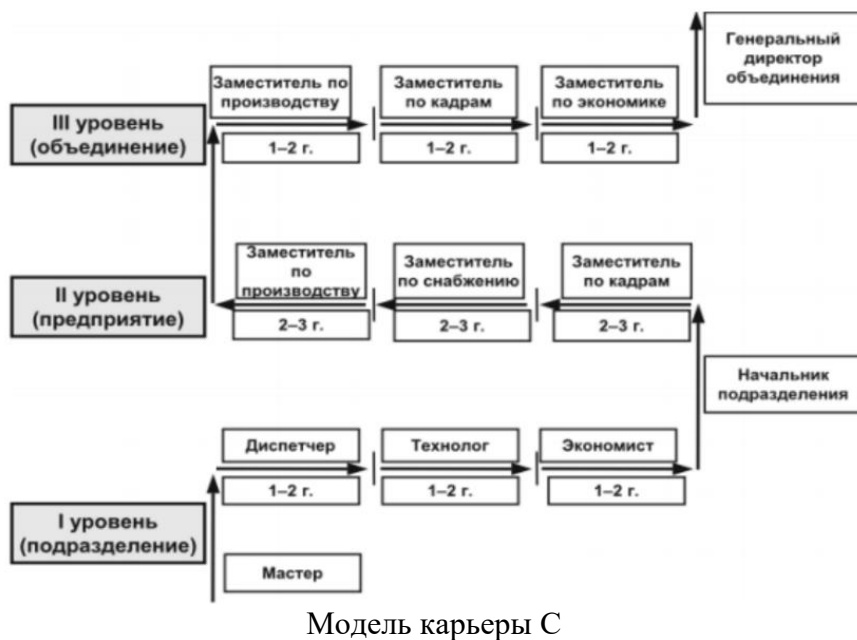 Генеральный
директор
объединения
Заместитель по
производству
Заместитель
по кадрам
Заместитель
по экономике
III уровень
(объединение)
1–2 г.
1–2 г.
1–2 г.
Заместитель
по
производству
Заместитель
по снабжению
Заместитель
по кадрам
II уровень
(предприятие)
2–3 г.
2–3 г.
2–3 г.
Начальник
подразделения
Диспетчер
Технолог
Экономист
1–2 г.
1–2 г.
1–2 г.
I уровень
(подразделение)
Мастер
Модель карьеры С